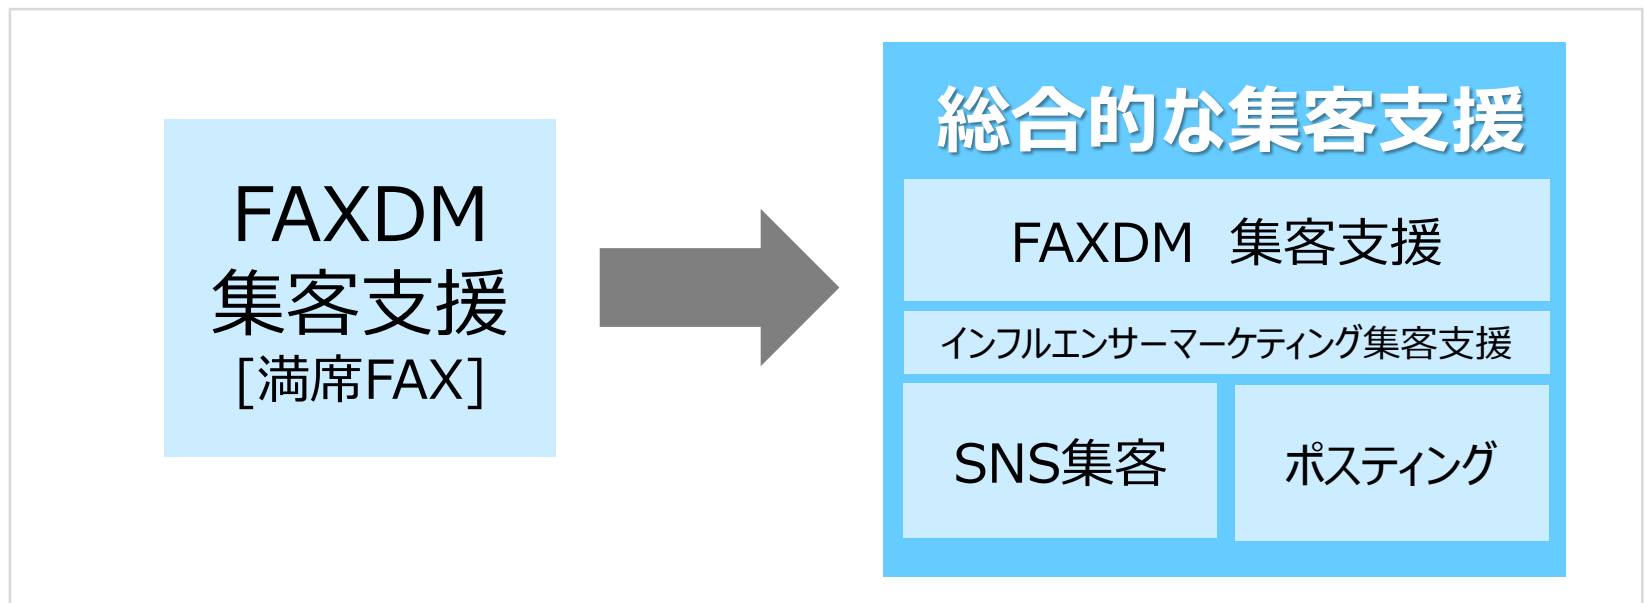 FAXDM
集客支援
[満席FAX]
総合的な集客支援
FAXDM 集客支援
インフルエンサーマーケティング集客支援
SNS集客
ポスティング